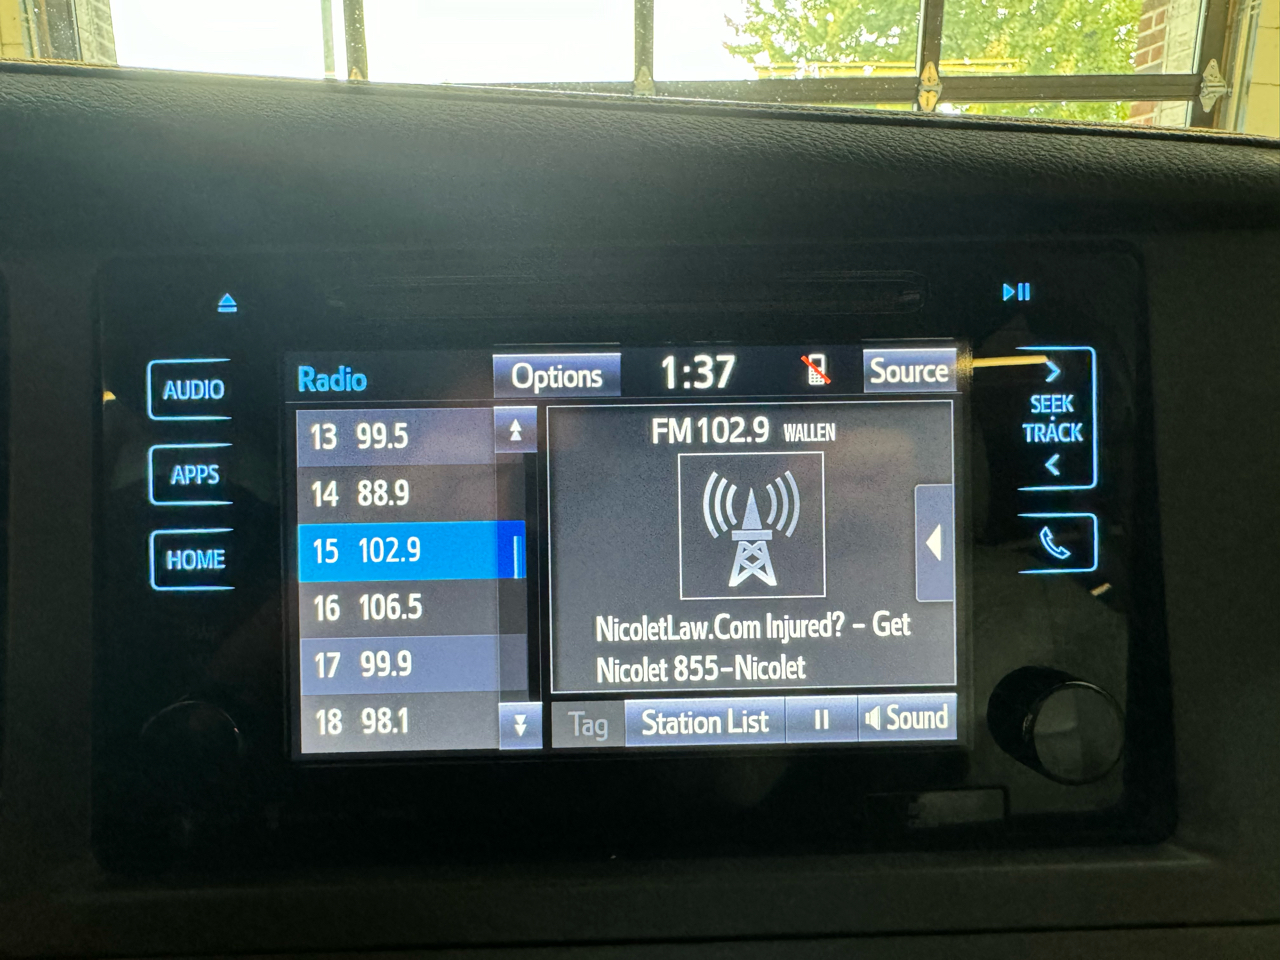 AUDIO
APPS
HOME
Radio
Options
1:37
Source
13 99.5
14 88.9
15 102.9
16 106.5
17 99.9
18 98.1
FM 102.9 WALLEN
NicoletLaw.Com Injured? - Get
Nicolet 855-Nicolet
Tag
Station List
Sound
SEEK
TRACK